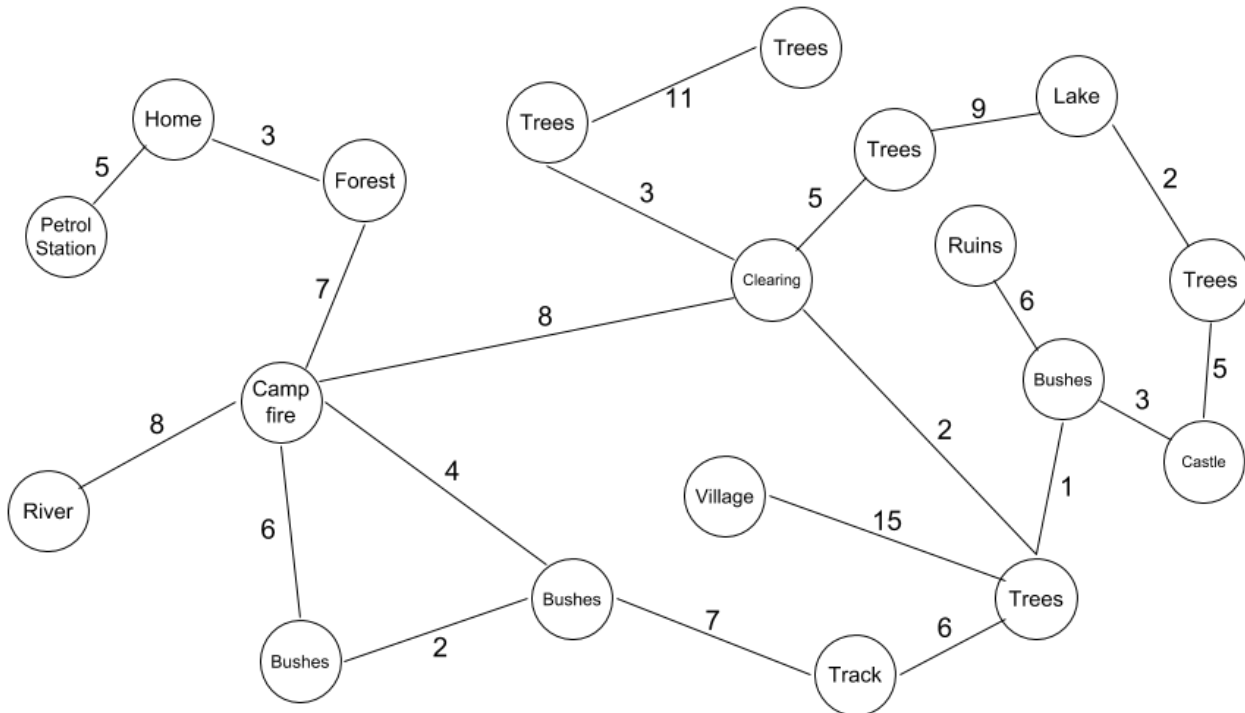 Trees
11
Lake
9
Home
3
Trees
Trees
5
Forest
3
5
2
Petrol
Station
Ruins
7
8
Clearing
6
Trees
Camp
fire
Bushes
5
3
8
4
2
Castle
Village
1
River
15
6
Bushes
7
6
Trees
Bushes
2
Track